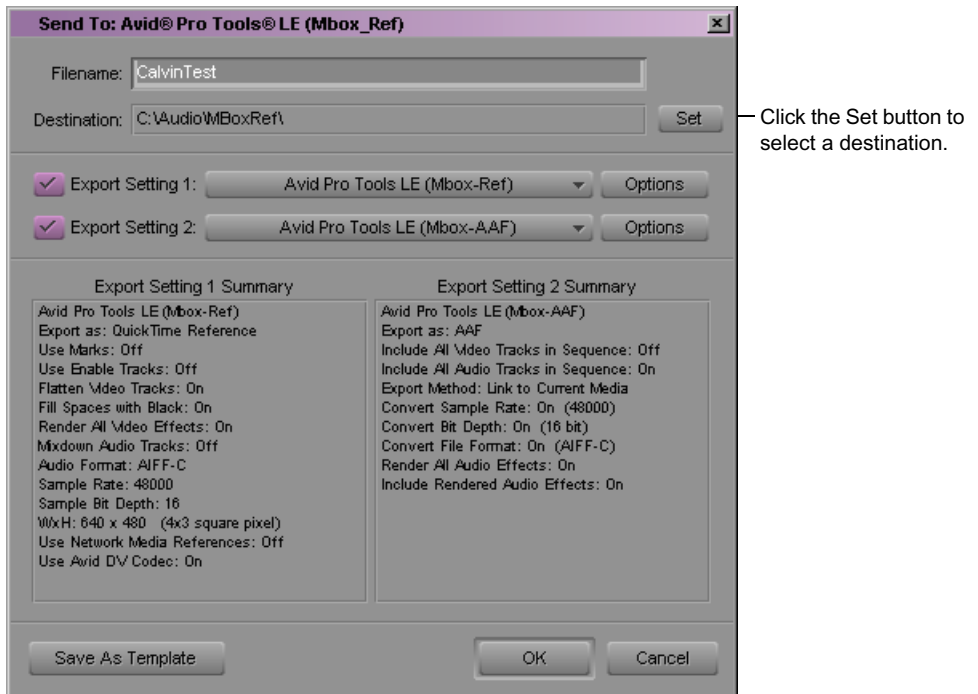 Send To: Avid® Pro Tools® LE (Mbox_Ref)
Filename: CalvinTest
Destination: C:\Audio\MBoxRef\ Set
Click the Set button to
select a destination.
Export Setting 1: Avid Pro Tools LE (Mbox-Ref) Options
Export Setting 2: Avid Pro Tools LE (Mbox-AAF) Options
Export Setting 1 Summary
Avid Pro Tools LE (Mbox-Ref)
Export as: QuickTime Reference
Use Marks: Off
Use Enable Tracks: Off
Flatten Video Tracks: On
Fill Spaces with Black: On
Render All Video Effects: On
Mixdown Audio Tracks: Off
Audio Format: AIFF-C
Sample Rate: 48000
Sample Bit Depth: 16
WxH: 640 x 480 (4x3 square pixel)
Use Network Media References: Off
Use Avid DV Codec: On
Export Setting 2 Summary
Avid Pro Tools LE (Mbox-AAF)
Export as: AAF
Include All Video Tracks in Sequence: Off
Include All Audio Tracks in Sequence: On
Export Method: Link to Current Media
Convert Sample Rate: On (48000)
Convert Bit Depth: On (16 bit)
Convert File Format: On (AIFF-C)
Render All Audio Effects: On
Include Rendered Audio Effects: On
Save As Template OK Cancel